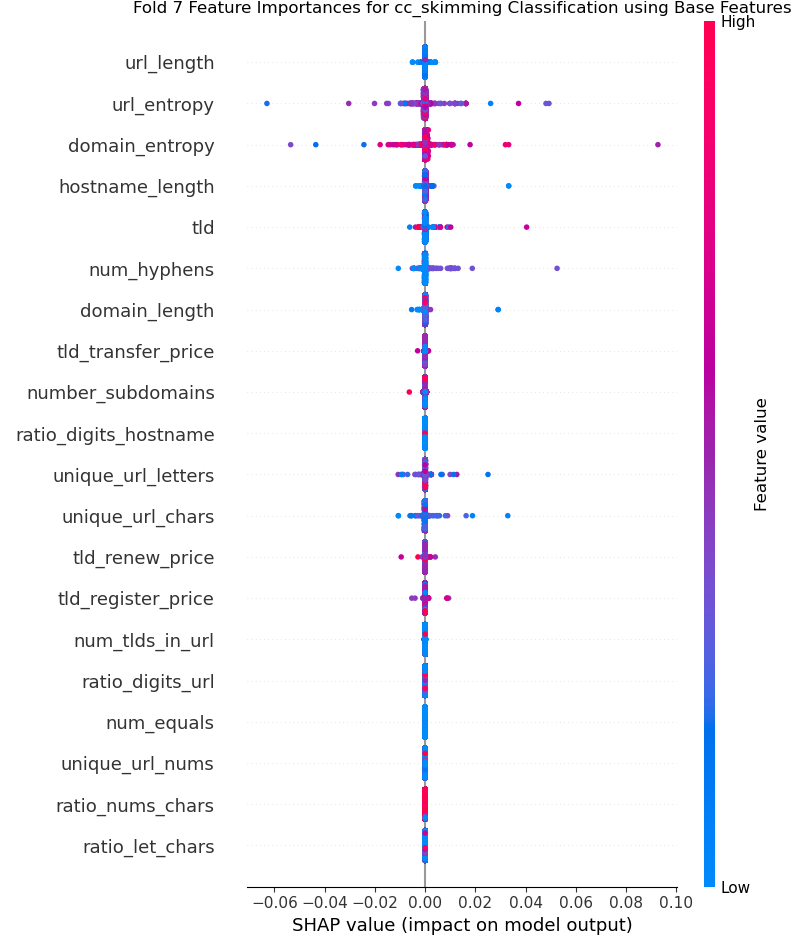 Fold 7 Feature Importances for cc_skimming Classification using Base Features
High
url_length
url_entropy
domain_entropy
hostname_length
tld
num_hyphens
domain_length
tld_transfer_price
number_subdomains
ratio_digits_hostname
unique_url_letters
unique_url_chars
tld_renew_price
tld_register_price
num_tlds_in_url
ratio_digits_url
num_equals
unique_url_nums
ratio_nums_chars
ratio_let_chars
Feature value
Low
−0.06 −0.04 −0.02 0.00 0.02 0.04 0.06 0.08 0.10
SHAP value (impact on model output)